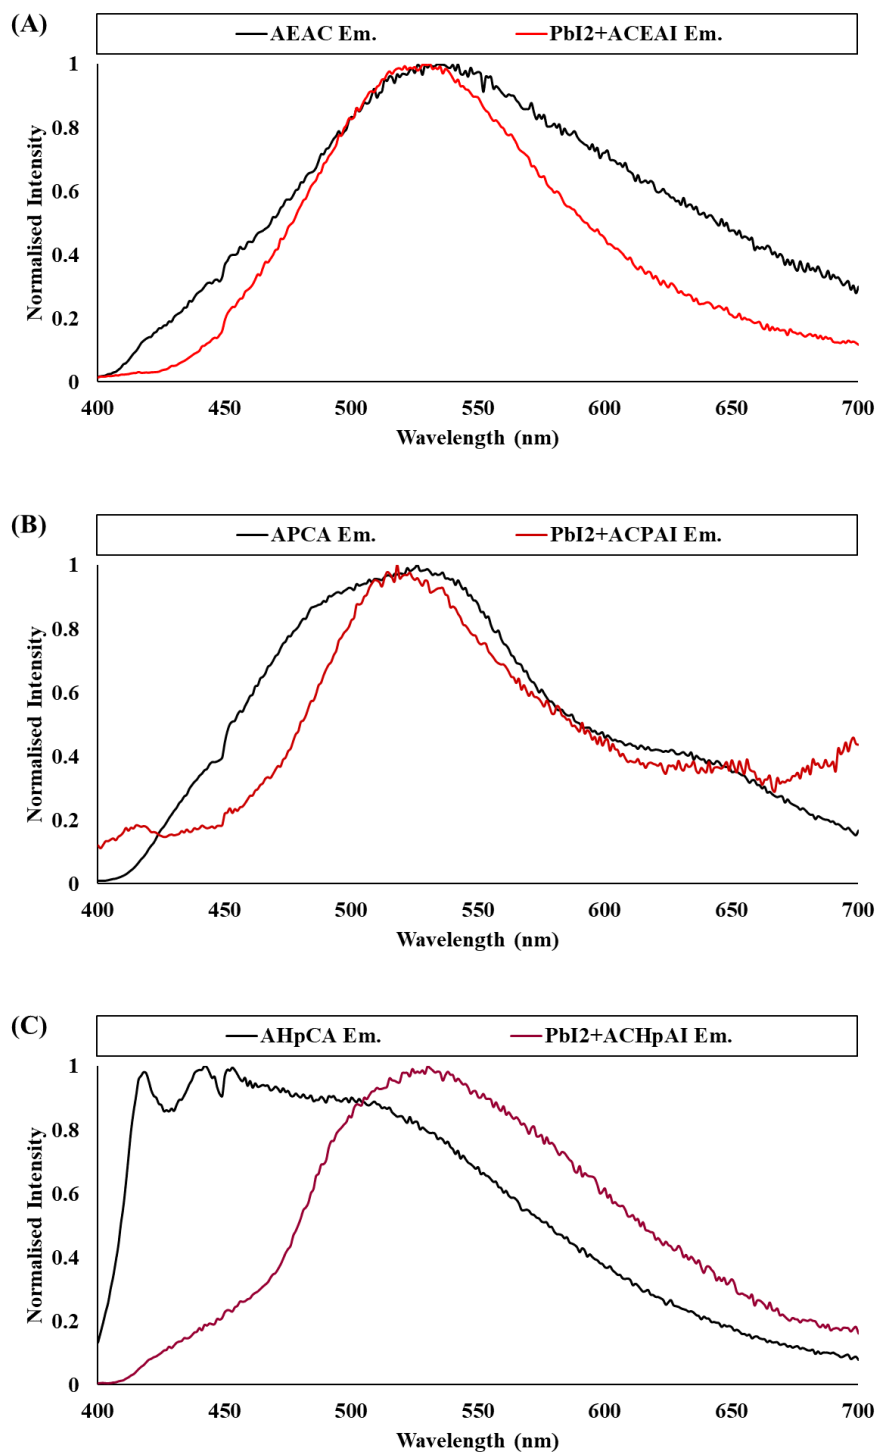 (A)
AEAC Em. PbI2+ACEAI Em.
Normalised Intensity
1
0.8
0.6
0.4
0.2
0
400 450 500 550 600 650 700
Wavelength (nm)
(B)
APCA Em. PbI2+ACPAI Em.
Normalised Intensity
1
0.8
0.6
0.4
0.2
0
400 450 500 550 600 650 700
Wavelength (nm)
(C)
AHpCA Em. PbI2+ACHpAI Em.
Normalised Intensity
1
0.8
0.6
0.4
0.2
0
400 450 500 550 600 650 700
Wavelength (nm)